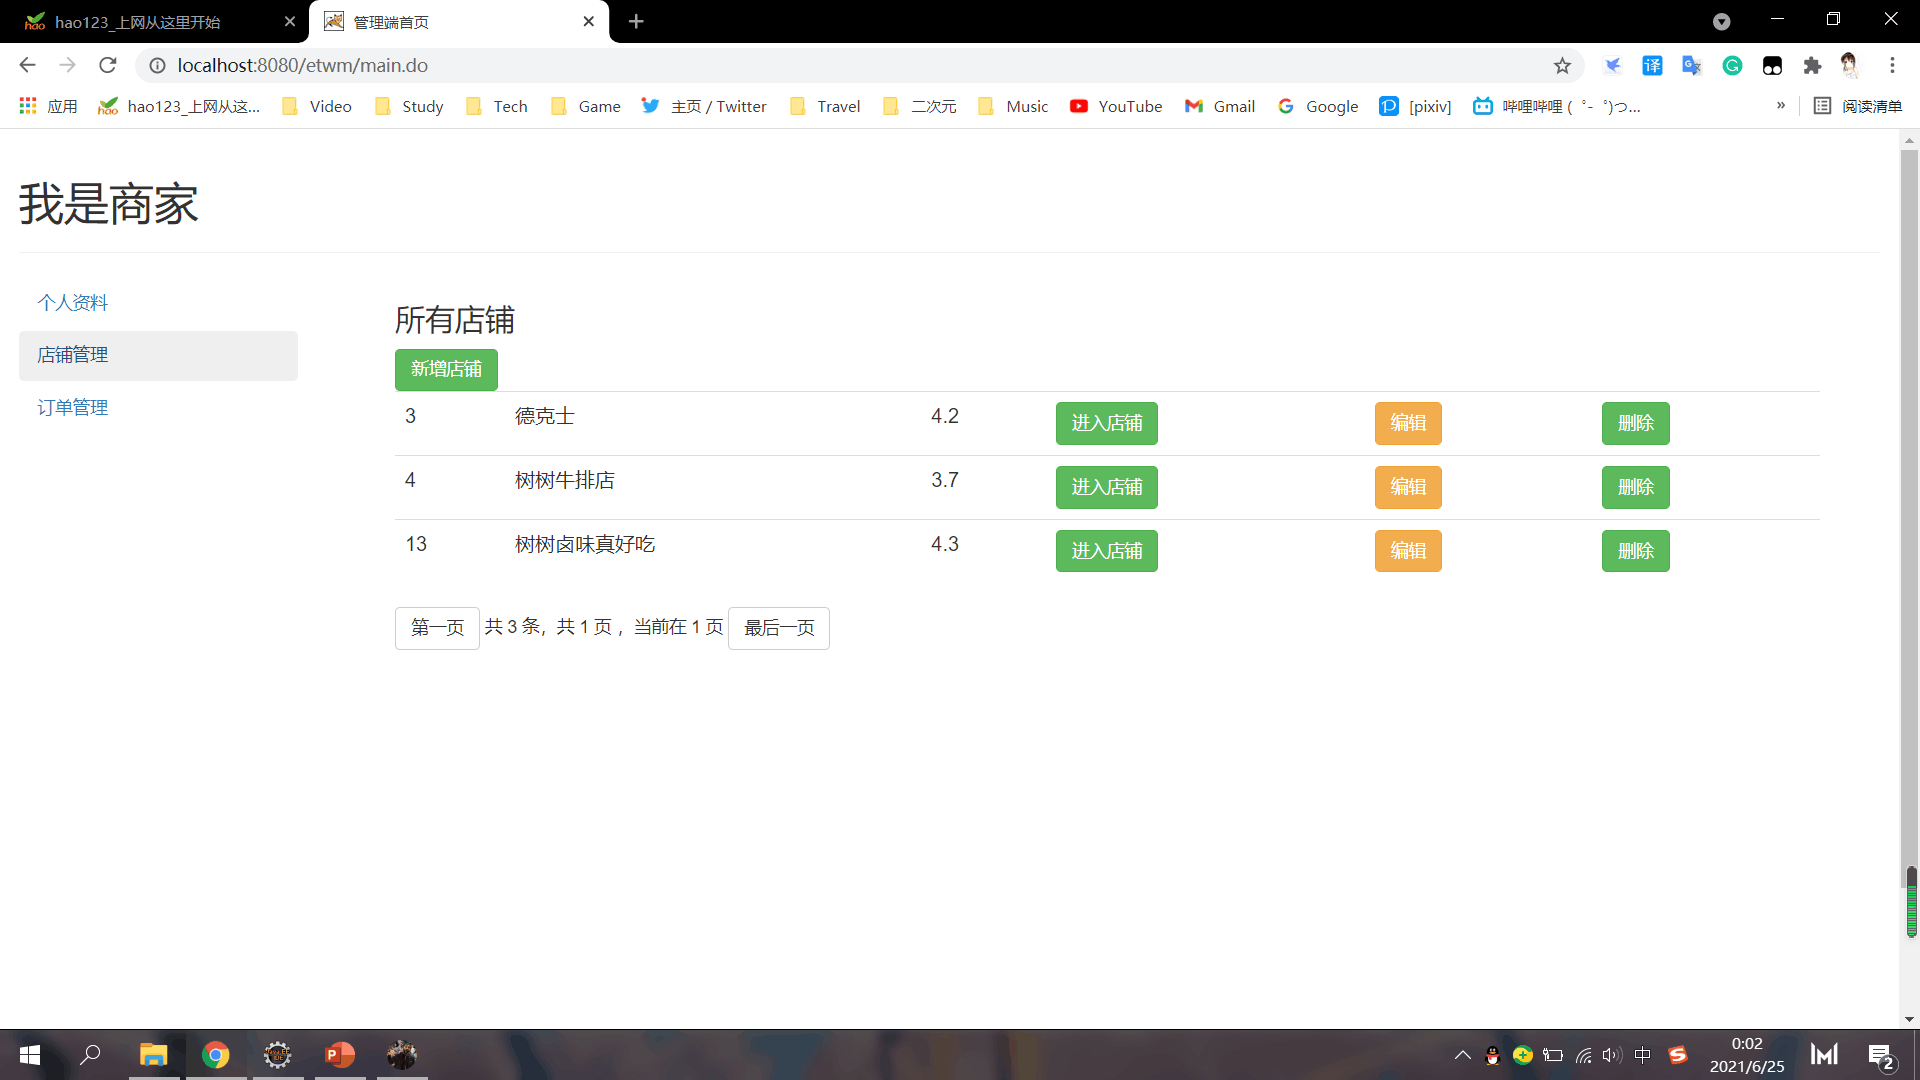 hao123_上网从这里开始
管理端首页
localhost:8080/etwm/main.do
应用
hao123_上网从这...
Video
Study
Tech
Game
主页 / Twitter
Travel
二次元
Music
YouTube
Gmail
Google
[pixiv]
哔哩哔哩 ( ゜- ゜)つ...
»
阅读清单
我是商家
个人资料
店铺管理
订单管理
所有店铺
新增店铺
3 德克士 4.2 进入店铺 编辑 删除
4 树树牛排店 3.7 进入店铺 编辑 删除
13 树树卤味真好吃 4.3 进入店铺 编辑 删除
第一页 共 3 条，共 1 页 ，当前在 1 页 最后一页
中
0:02
2021/6/25
2